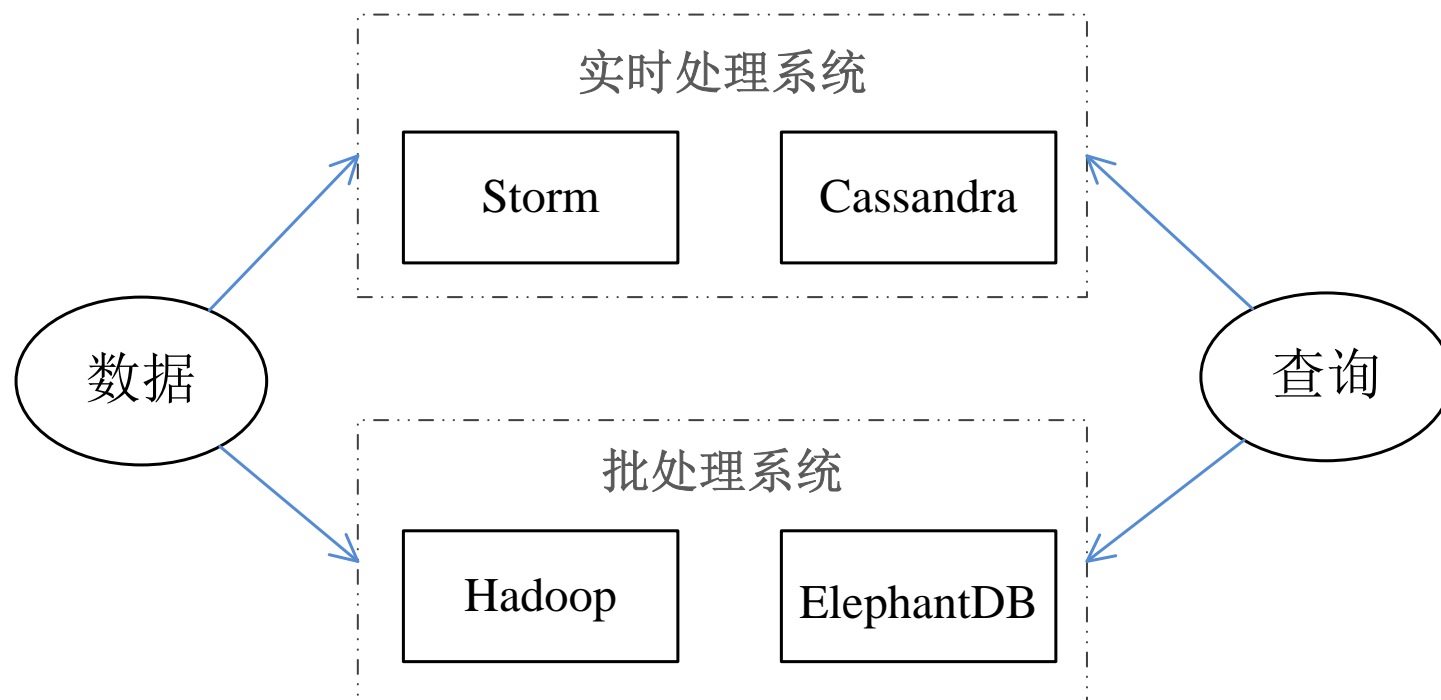 实时处理系统
Storm
Cassandra
数据
查询
批处理系统
Hadoop
ElephantDB